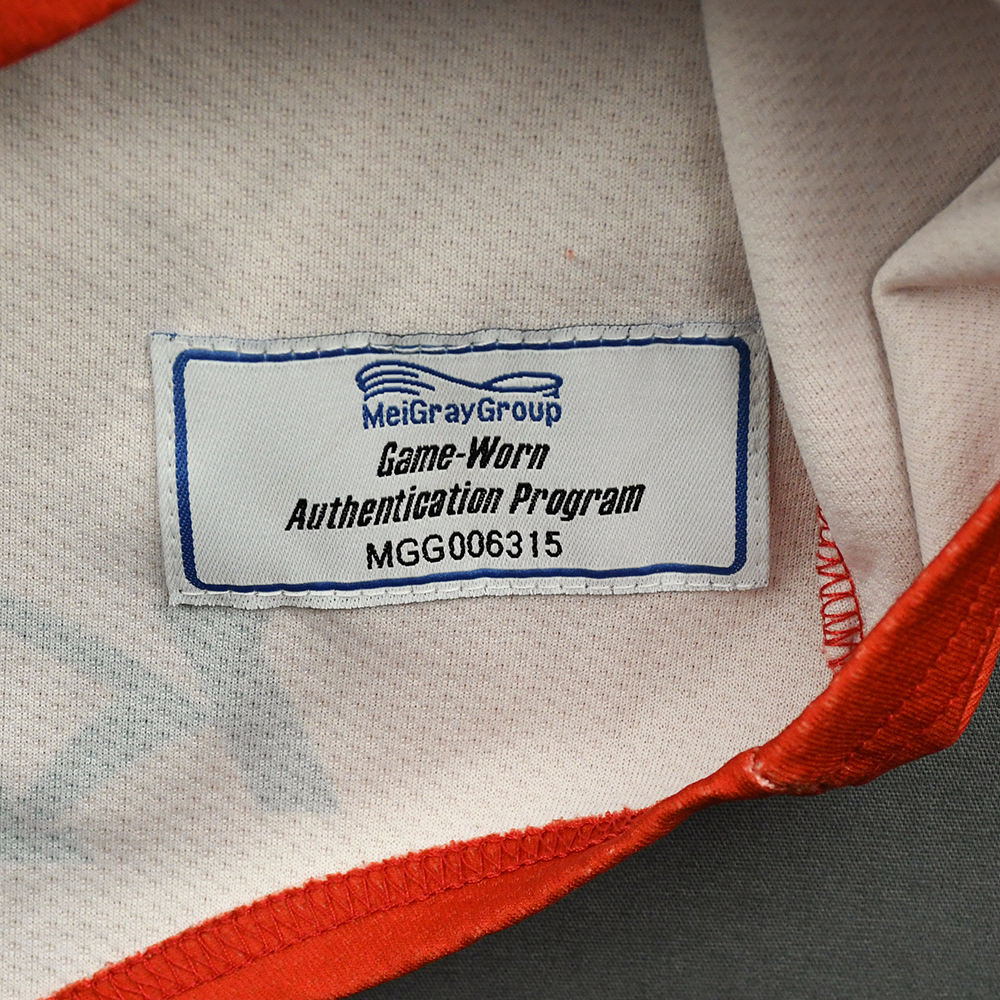 MeiGrayGroup
Game-Worn
Authentication Program
MGG006315